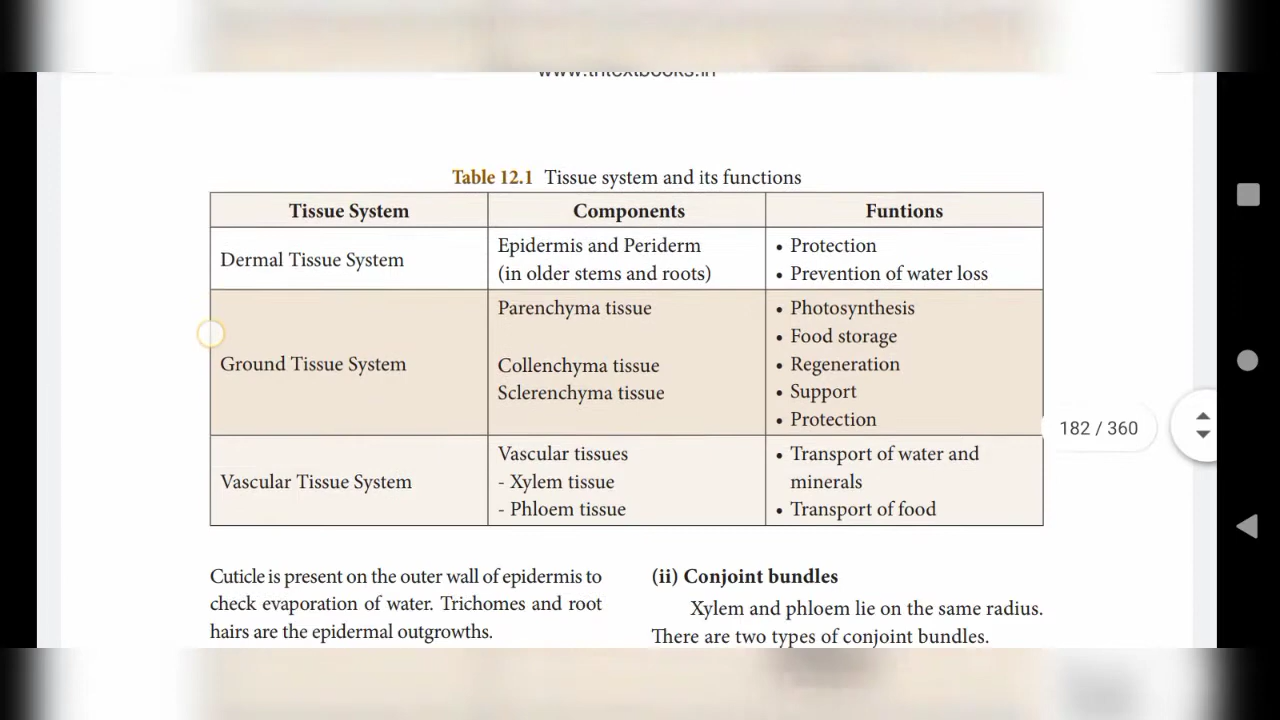 Table 12.1 Tissue system and its functions
Tissue System Components Funtions
Dermal Tissue System
Epidermis and Periderm
(in older stems and roots)
• Protection
• Prevention of water loss
Ground Tissue System
Parenchyma tissue
Collenchyma tissue
Sclerenchyma tissue
• Photosynthesis
• Food storage
• Regeneration
• Support
• Protection
Vascular Tissue System
Vascular tissues
- Xylem tissue
- Phloem tissue
• Transport of water and
minerals
• Transport of food
182 / 360
Cuticle is present on the outer wall of epidermis to
check evaporation of water. Trichomes and root
hairs are the epidermal outgrowths.
(ii) Conjoint bundles
Xylem and phloem lie on the same radius.
There are two types of conjoint bundles.